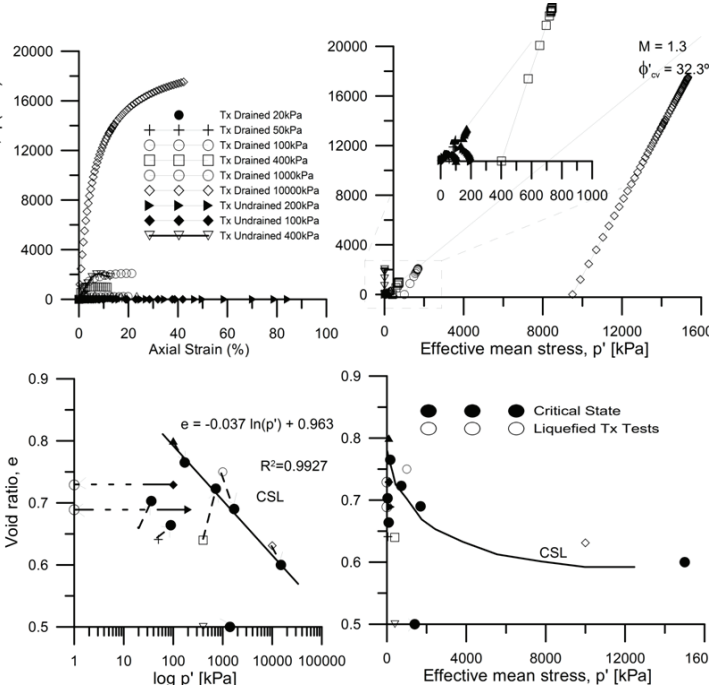 20000
16000
12000
8000
4000
0
0 20 40 60 80 100
Axial Strain (%)
Tx Drained 20kPa
Tx Drained 50kPa
Tx Drained 100kPa
Tx Drained 400kPa
Tx Drained 1000kPa
Tx Drained 10000kPa
Tx Undrained 200kPa
Tx Undrained 100kPa
Tx Undrained 400kPa
20000
16000
12000
8000
4000
0
0 4000 8000 12000 1600
Effective mean stress, p' [kPa]
M = 1.3
ϕ'cv = 32.3º
0 200 400 600 800 1000
0.9
0.8
0.7
0.6
0.5
Void ratio, e
1 10 100 1000 10000 100000
log p' [kPa]
e = -0.037 ln(p') + 0.963
R²=0.9927
CSL
0.9
0.8
0.7
0.6
0.5
0 4000 8000 12000 160
Effective mean stress, p' [kPa]
Critical State
Liquefied Tx Tests
CSL